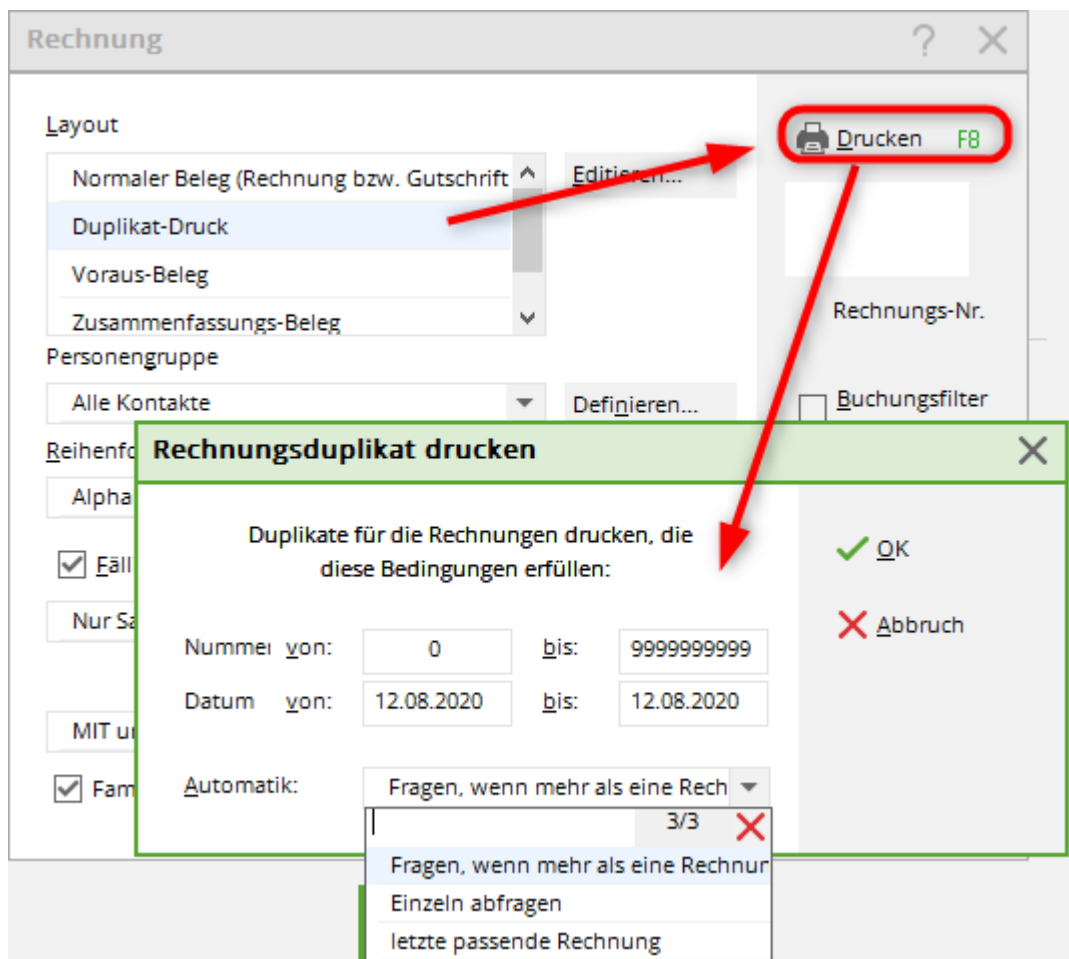 Rechnung
Layout
Normaler Beleg (Rechnung bzw. Gutschrift
Duplikat-Druck
Voraus-Beleg
Zusammenfassungs-Beleg
Editieren...
Drucken F8
Rechnungs-Nr.
Personengruppe
Alle Kontakte
Definieren...
Buchungsfilter
Reihenfo
Alpha
Fäll
Nur Sa
MIT u
Fam
Rechnungsduplikat drucken
Duplikate für die Rechnungen drucken, die
diese Bedingungen erfüllen:
Nummer von: 0 bis: 9999999999
Datum von: 12.08.2020 bis: 12.08.2020
Automatik: Fragen, wenn mehr als eine Rech
3/3
Fragen, wenn mehr als eine Rechnun
Einzeln abfragen
letzte passende Rechnung
OK
Abbruch